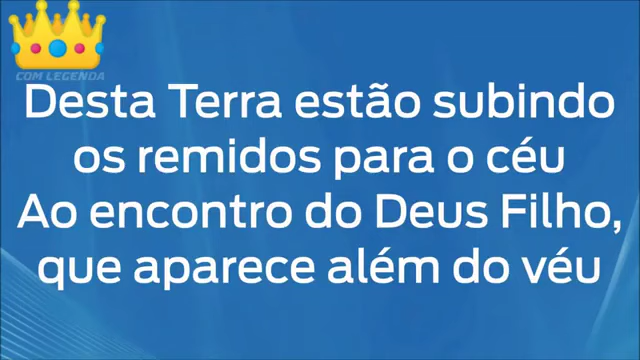 COM LEGENDA
Desta Terra estão subindo
os remidos para o céu
Ao encontro do Deus Filho,
que aparece além do véu